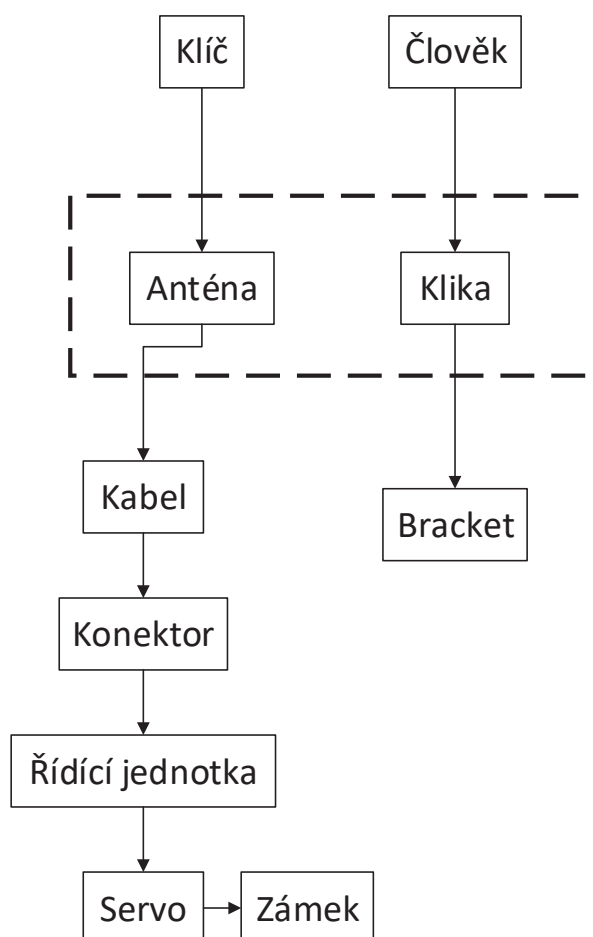 Klíč
Člověk
Anténa
Klika
Kabel
Bracket
Konektor
Řídící jednotka
Servo
Zámek